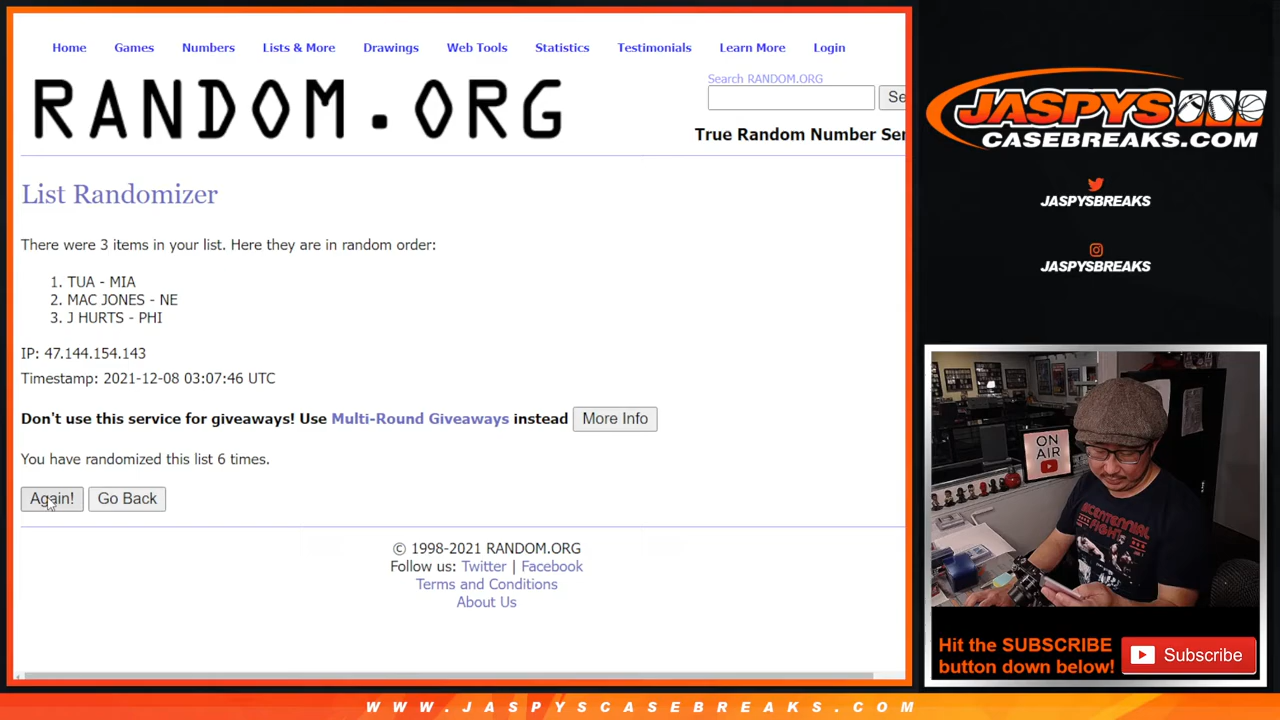 Home Games Numbers Lists & More Drawings Web Tools Statistics Testimonials Learn More Login
RANDOM.ORG
Search RANDOM.ORG
Se
True Random Number Ser
List Randomizer
There were 3 items in your list. Here they are in random order:
1. TUA - MIA
2. MAC JONES - NE
3. J HURTS - PHI
IP: 47.144.154.143
Timestamp: 2021-12-08 03:07:46 UTC
Don't use this service for giveaways! Use Multi-Round Giveaways instead More Info
You have randomized this list 6 times.
Again! Go Back
© 1998-2021 RANDOM.ORG
Follow us: Twitter | Facebook
Terms and Conditions
About Us
JASPYS
CASEBREAKS.COM
JASPYSBREAKS
JASPYSBREAKS
ON
AIR
BICENTENNIAL
FIGHT
Hit the SUBSCRIBE
button down below!
Subscribe
WWW.JASPYSCASEBREAKS.COM